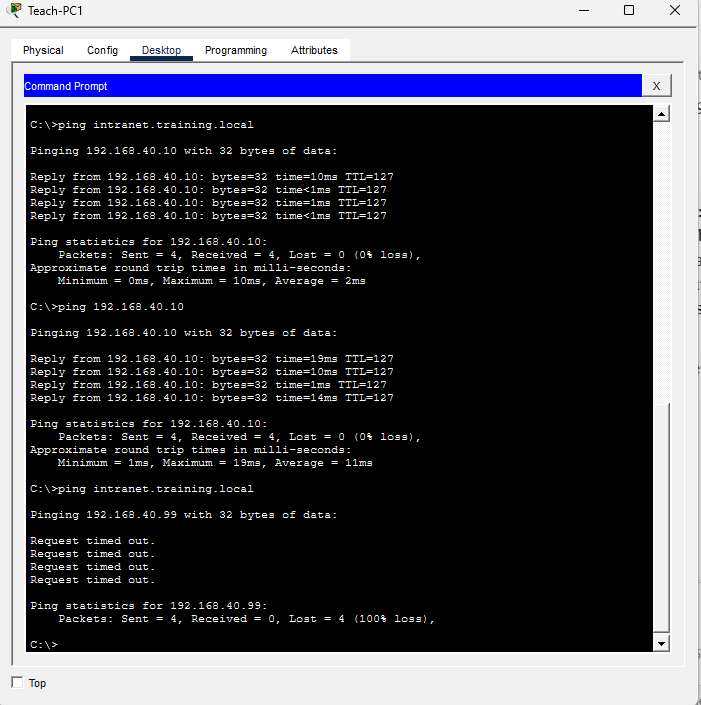 Teach-PC1
Physical Config Desktop Programming Attributes
Command Prompt
X
C:\>ping intranet.training.local
Pinging 192.168.40.10 with 32 bytes of data:
Reply from 192.168.40.10: bytes=32 time=10ms TTL=127
Reply from 192.168.40.10: bytes=32 time<1ms TTL=127
Reply from 192.168.40.10: bytes=32 time=1ms TTL=127
Reply from 192.168.40.10: bytes=32 time<1ms TTL=127
Ping statistics for 192.168.40.10:
Packets: Sent = 4, Received = 4, Lost = 0 (0% loss),
Approximate round trip times in milli-seconds:
Minimum = 0ms, Maximum = 10ms, Average = 2ms
C:\>ping 192.168.40.10
Pinging 192.168.40.10 with 32 bytes of data:
Reply from 192.168.40.10: bytes=32 time=19ms TTL=127
Reply from 192.168.40.10: bytes=32 time=10ms TTL=127
Reply from 192.168.40.10: bytes=32 time=1ms TTL=127
Reply from 192.168.40.10: bytes=32 time=14ms TTL=127
Ping statistics for 192.168.40.10:
Packets: Sent = 4, Received = 4, Lost = 0 (0% loss),
Approximate round trip times in milli-seconds:
Minimum = 1ms, Maximum = 19ms, Average = 11ms
C:\>ping intranet.training.local
Pinging 192.168.40.99 with 32 bytes of data:
Request timed out.
Request timed out.
Request timed out.
Request timed out.
Ping statistics for 192.168.40.99:
Packets: Sent = 4, Received = 0, Lost = 4 (100% loss),
C:\>
Top